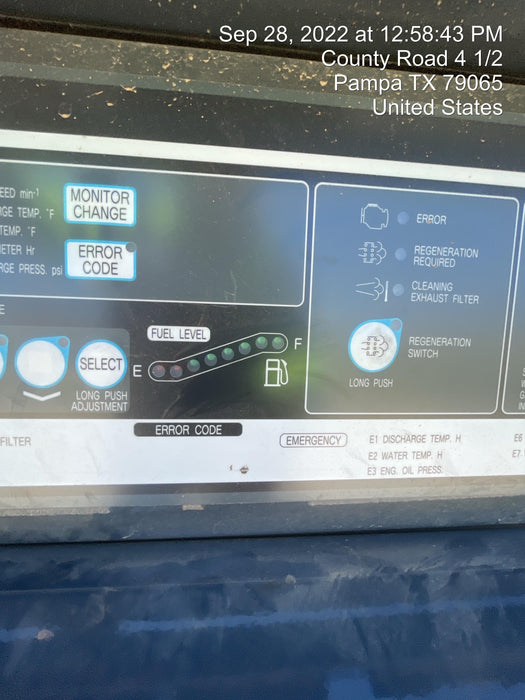 Sep 28, 2022 at 12:58:43 PM
County Road 4 1/2
Pampa TX 79065
United States
EED min-1
MONITOR
CHANGE
RGE TEMP. °F
TEMP. °F
METER Hr
RGE PRESS. psi
ERROR
CODE
ERROR
REGENERATION
REQUIRED
CLEANING
EXHAUST FILTER
REGENERATION
SWITCH
LONG PUSH
E
FUEL LEVEL
E
F
SELECT
LONG PUSH
ADJUSTMENT
ERROR CODE
FILTER
EMERGENCY
E1 DISCHARGE TEMP. H
E2 WATER TEMP. H
E3 ENG. OIL PRESS.
E6
E7